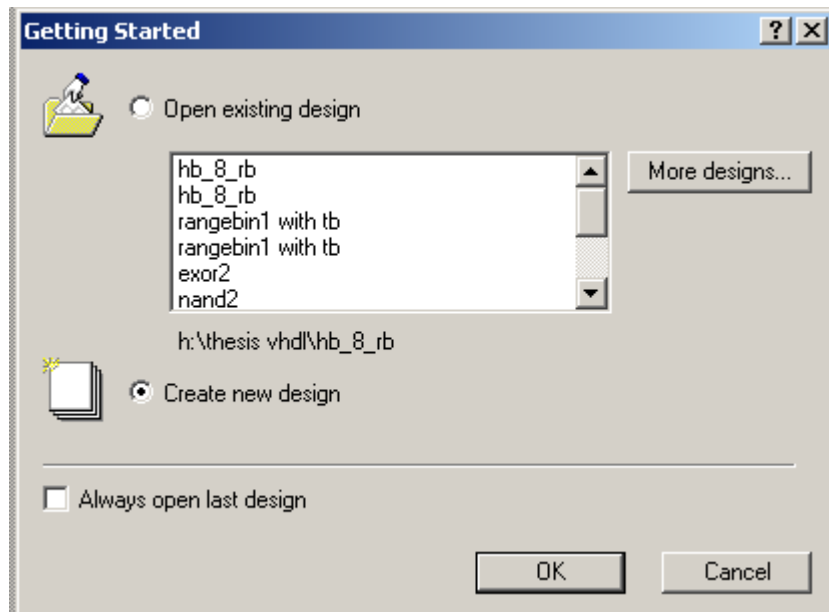 Getting Started
Open existing design
hb_8_rb
hb_8_rb
rangebin1 with tb
rangebin1 with tb
exor2
nand2
More designs...
h:\thesis vhdl\hb_8_rb
Create new design
Always open last design
OK
Cancel